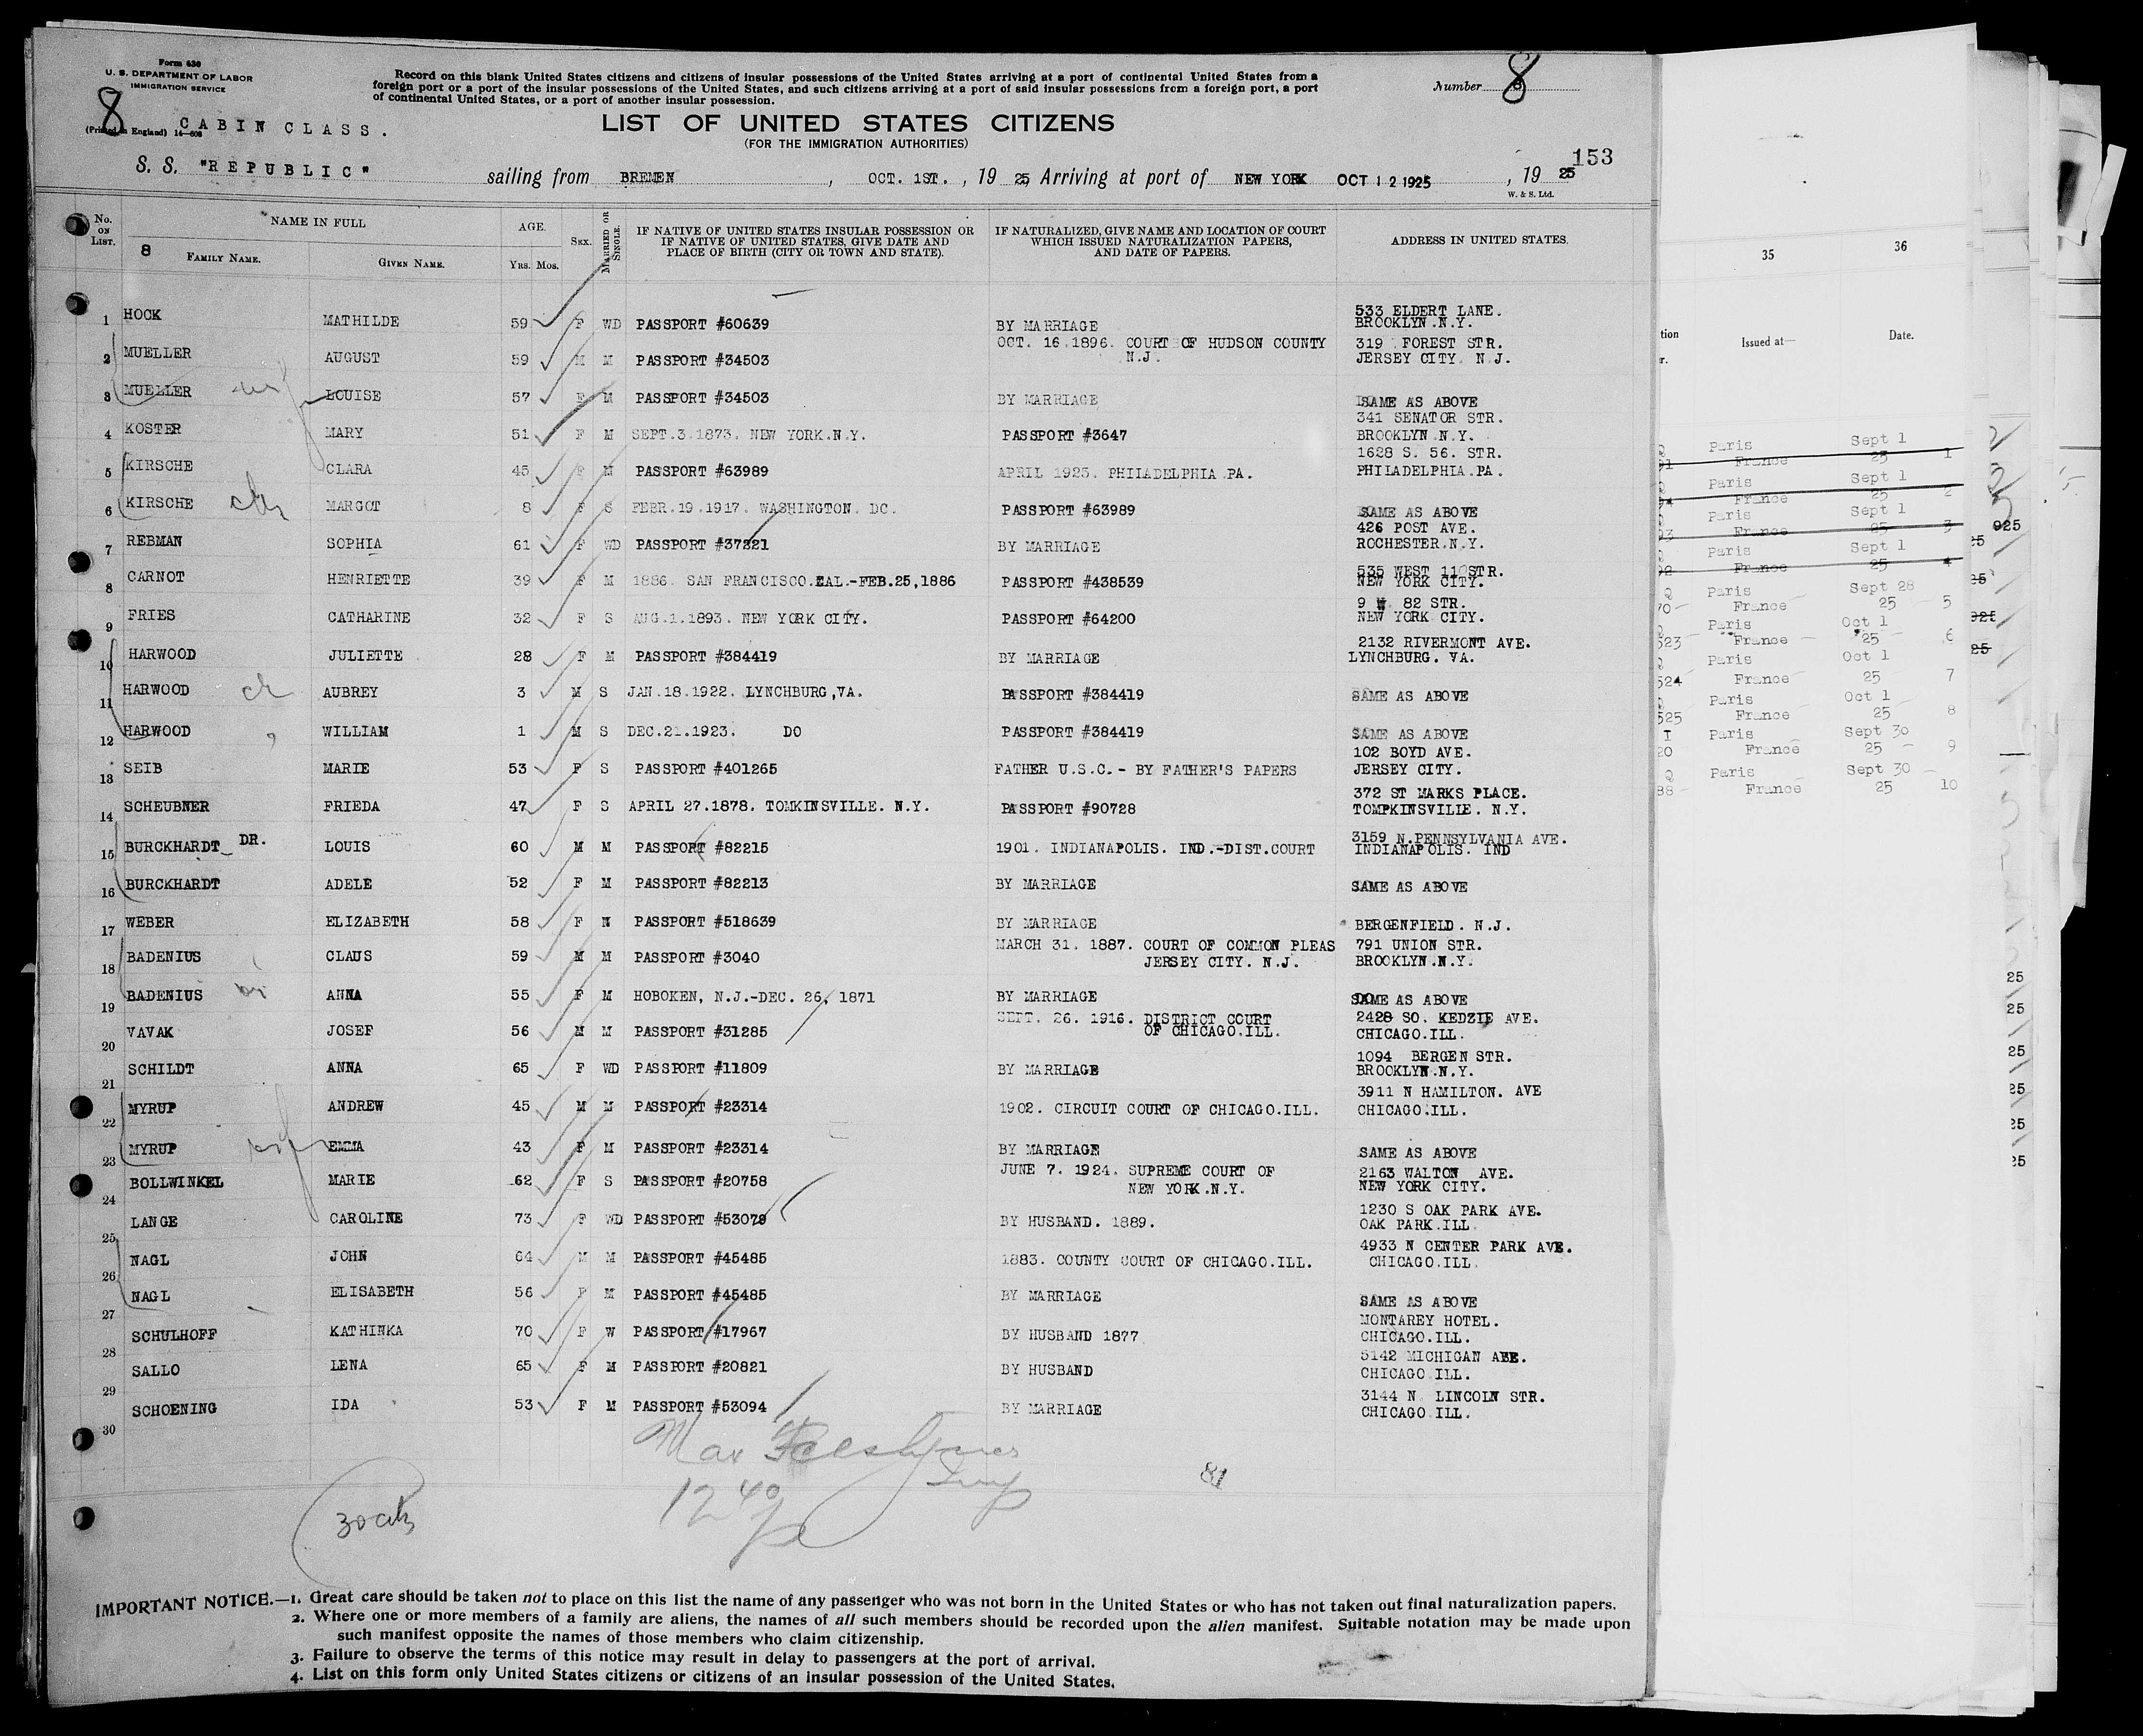 Form 630
U. S. DEPARTMENT OF LABOR
IMMIGRATION SERVICE
8
(Printed in England) 14—608
CABIN CLASS.
Record on this blank United States citizens and citizens of insular possessions of the United States arriving at a port of continental United States from a
foreign port or a port of the insular possessions of the United States, and such citizens arriving at a port of said insular possessions from a foreign port, a port
of continental United States, or a port of another insular possession.
Number 8
LIST OF UNITED STATES CITIZENS
(FOR THE IMMIGRATION AUTHORITIES)
153
S. S. "REPUBLIC" sailing from BREMEN, OCT. 1ST., 19 25, Arriving at port of NEW YORK OCT 12 1925, 19 25
W. & S. Ltd.
No. ON LIST. NAME IN FULL AGE. SEX. MARRIED OR SINGLE. IF NATIVE OF UNITED STATES INSULAR POSSESSION OR IF NATIVE OF UNITED STATES, GIVE DATE AND PLACE OF BIRTH (CITY OR TOWN AND STATE). IF NATURALIZED, GIVE NAME AND LOCATION OF COURT WHICH ISSUED NATURALIZATION PAPERS, AND DATE OF PAPERS. ADDRESS IN UNITED STATES.
8 FAMILY NAME. GIVEN NAME. YRS. MOS.
1 HOCK MATHILDE 59 F WD PASSPORT #60639 BY MARRIAGE 533 ELDERT LANE. BROOKLYN.N.Y.
2 MUELLER AUGUST 59 M M PASSPORT #34503 OCT. 16.1896. COURT OF HUDSON COUNTY N.J. 319 FOREST STR. JERSEY CITY. N.J.
3 MUELLER wif LOUISE 57 F M PASSPORT #34503 BY MARRIAGE SAME AS ABOVE
4 KOSTER MARY 51 F M SEPT.3.1873. NEW YORK.N.Y. PASSPORT #3647 341 SENATOR STR. BROOKLYN.N.Y.
5 KIRSCHE CLARA 45 F M PASSPORT #63989 APRIL 1925. PHILADELPHIA.PA. 1628 S. 56. STR. PHILADELPHIA.PA.
6 KIRSCHE ch MARGOT 8 F S FEBR.19.1917. WASHINGTON. DC. PASSPORT #63989 SAME AS ABOVE
7 REBMAN SOPHIA 61 F WD PASSPORT #37321 BY MARRIAGE 426 POST AVE. ROCHESTER.N.Y.
8 CARNOT HENRIETTE 39 F M 1886. SAN FRANCISCO.CAL.-FEB.25,1886 PASSPORT #438539 535 WEST 110STR. NEW YORK CITY.
9 FRIES CATHARINE 32 F S AUG.1.1893. NEW YORK CITY. PASSPORT #64200 9 W. 82 STR. NEW YORK CITY.
10 HARWOOD JULIETTE 28 F M PASSPORT #384419 BY MARRIAGE 2132 RIVERMONT AVE. LYNCHBURG. VA.
11 HARWOOD ch AUBREY 3 M S JAN.18.1922. LYNCHBURG,VA. PASSPORT #384419 SAME AS ABOVE
12 HARWOOD " WILLIAM 1 M S DEC.21.1923. DO PASSPORT #384419 SAME AS ABOVE
13 SEIB MARIE 53 F S PASSPORT #401265 FATHER U.S.C.- BY FATHER'S PAPERS 102 BOYD AVE. JERSEY CITY.
14 SCHEUBNER FRIEDA 47 F S APRIL 27.1878. TOMKINSVILLE. N.Y. PASSPORT #90728 372 ST MARKS PLACE. TOMPKINSVILLE. N.Y.
15 BURCKHARDT DR. LOUIS 60 M M PASSPORT #82215 1901. INDIANAPOLIS. IND.-DIST.COURT 3159 N.PENNSYLVANIA AVE. INDIANAPOLIS. IND
16 BURCKHARDT ADELE 52 F M PASSPORT #82213 BY MARRIAGE SAME AS ABOVE
17 WEBER ELIZABETH 58 F M PASSPORT #518639 BY MARRIAGE BERGENFIELD. N.J.
18 BADENIUS CLAUS 59 M M PASSPORT #3040 MARCH 31. 1887. COURT OF COMMON PLEAS JERSEY CITY. N.J. 791 UNION STR. BROOKLYN.N.Y.
19 BADENIUS wi ANNA 55 F M HOBOKEN, N.J.-DEC. 26, 1871 BY MARRIAGE SAME AS ABOVE
20 VAVAK JOSEF 56 M M PASSPORT #31285 SEPT. 26. 1916. DISTRICT COURT OF CHICAGO.ILL. 2428 SO. KEDZIE AVE. CHICAGO.ILL.
21 SCHILDT ANNA 65 F WD PASSPORT #11809 BY MARRIAGE 1094 BERGEN STR. BROOKLYN.N.Y.
22 MYRUP ANDREW 45 M M PASSPORT #23314 1902. CIRCUIT COURT OF CHICAGO.ILL. 3911 N HAMILTON. AVE CHICAGO.ILL.
23 MYRUP wif EMMA 43 F M PASSPORT #23314 BY MARRIAGE SAME AS ABOVE
24 BOLLWINKEL MARIE 62 F S PASSPORT #20758 JUNE 7. 1924. SUPREME COURT OF NEW YORK.N.Y. 2163 WALTON AVE. NEW YORK CITY.
25 LANGE CAROLINE 73 F WD PASSPORT #53079 BY HUSBAND. 1889. 1230 S OAK PARK AVE. OAK PARK.ILL
26 NAGL JOHN 64 M M PASSPORT #45485 1883. COUNTY COURT OF CHICAGO.ILL. 4933 N CENTER PARK AVE. CHICAGO.ILL.
27 NAGL ELISABETH 56 F M PASSPORT #45485 BY MARRIAGE SAME AS ABOVE
28 SCHULHOFF KATHINKA 70 F W PASSPORT #17967 BY HUSBAND 1877 MONTAREY HOTEL. CHICAGO.ILL.
29 SALLO LENA 65 F M PASSPORT #20821 BY HUSBAND 5142 MICHIGAN AVE. CHICAGO ILL.
30 SCHOENING IDA 53 F M PASSPORT #53094 BY MARRIAGE 3144 N. LINCOLN STR. CHICAGO ILL.
Max
Insp
12 40 p
81
30 cits
IMPORTANT NOTICE.—1. Great care should be taken not to place on this list the name of any passenger who was not born in the United States or who has not taken out final naturalization papers.
2. Where one or more members of a family are aliens, the names of all such members should be recorded upon the alien manifest. Suitable notation may be made upon
such manifest opposite the names of those members who claim citizenship.
3. Failure to observe the terms of this notice may result in delay to passengers at the port of arrival.
4. List on this form only United States citizens or citizens of an insular possession of the United States.
35 36
Issued at— Date.
Paris Sept 1
France 25 1
Paris Sept 1
France 25 2
Paris Sept 1
France 25 3
Paris Sept 1
France 25 4
Paris Sept 28
France 25 5
Paris Oct 1
523 France 25 6
Paris Oct 1
524 France 25 7
Paris Oct 1
525 France 25 8
Paris Sept 30
France 25 9
Paris Sept 30
France 25 10
925
25
25
925
25
25
25
25
25
25
25